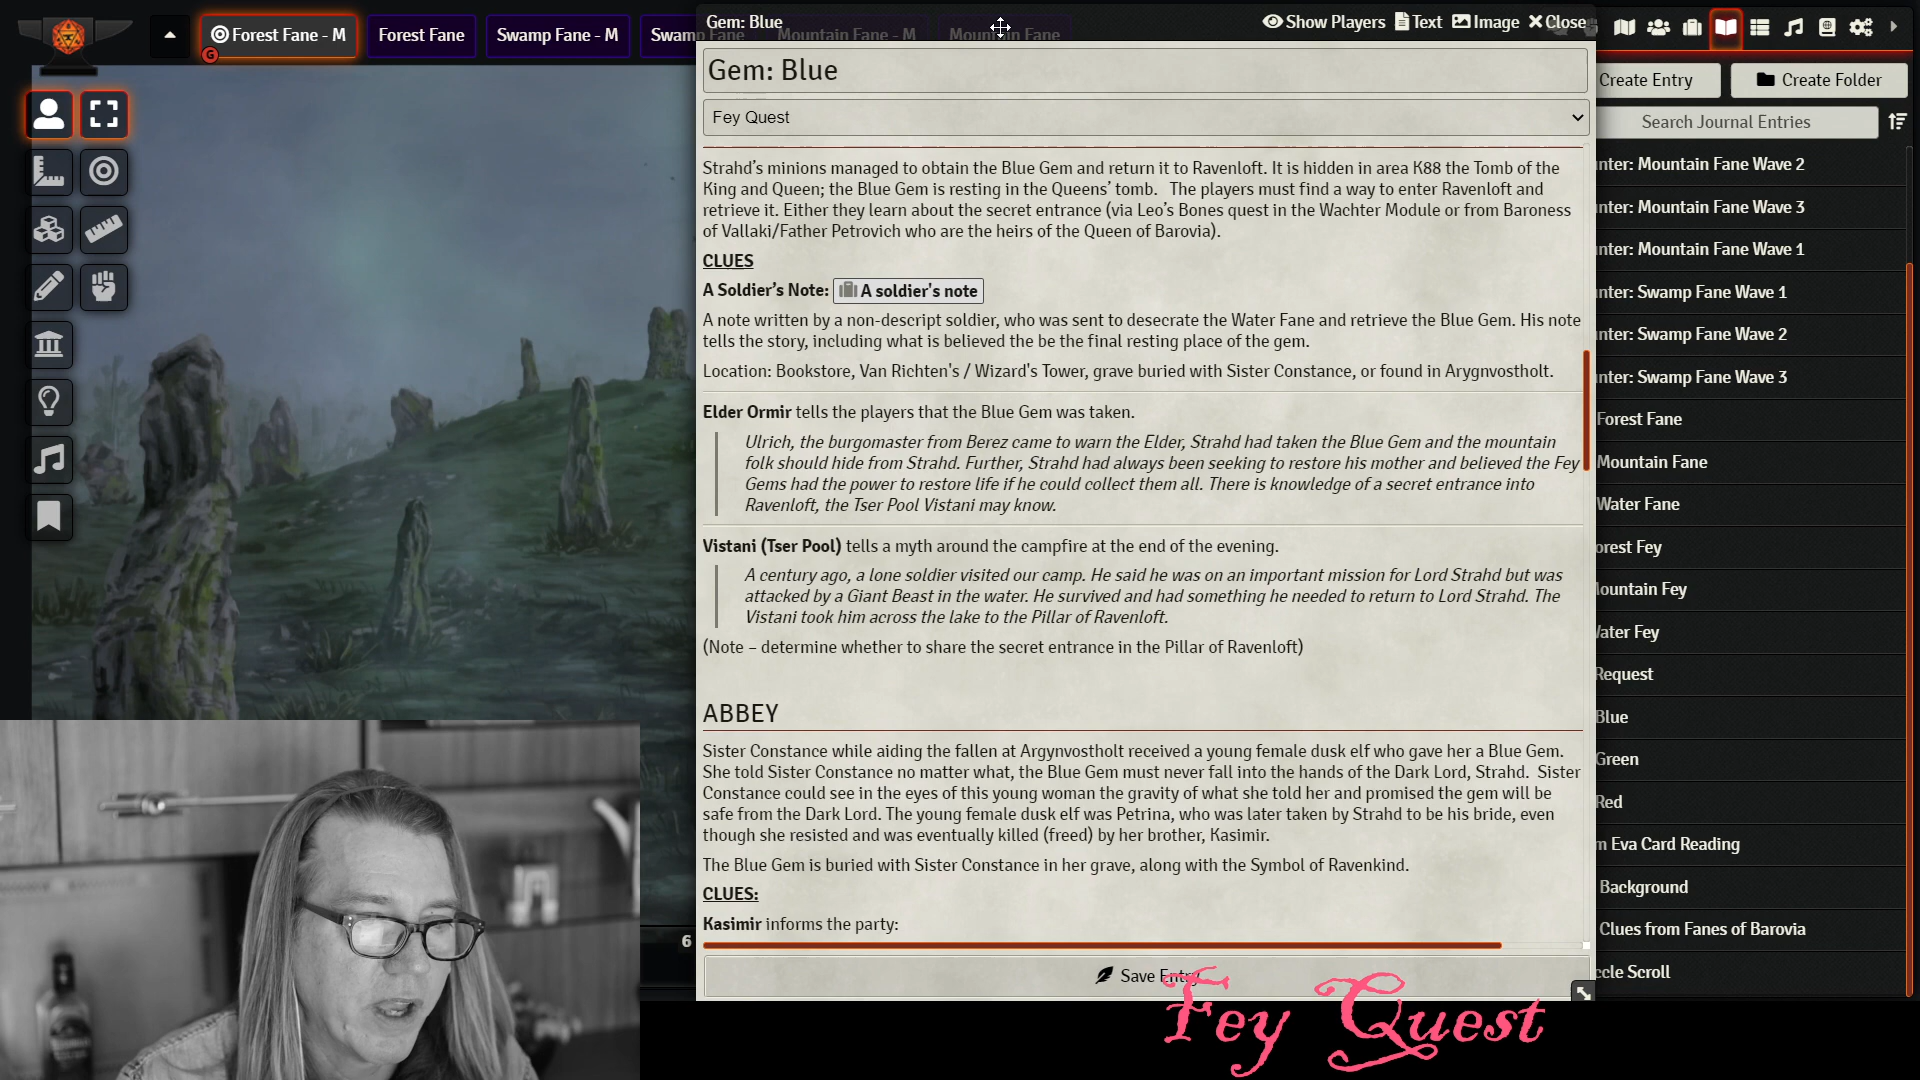 Forest Fane - M
G
Forest Fane
Swamp Fane - M
Swamp Fane
Mountain Fane - M
Mountain Fane
Gem: Blue
Show Players
Text
Image
Close
Gem: Blue
Fey Quest
Strahd's minions managed to obtain the Blue Gem and return it to Ravenloft. It is hidden in area K88 the Tomb of the
King and Queen; the Blue Gem is resting in the Queens' tomb.  The players must find a way to enter Ravenloft and
retrieve it. Either they learn about the secret entrance (via Leo's Bones quest in the Wachter Module or from Baroness
of Vallaki/Father Petrovich who are the heirs of the Queen of Barovia).
CLUES
A Soldier's Note: A soldier's note
A note written by a non-descript soldier, who was sent to desecrate the Water Fane and retrieve the Blue Gem. His note
tells the story, including what is believed the be the final resting place of the gem.
Location: Bookstore, Van Richten's / Wizard's Tower, grave buried with Sister Constance, or found in Arygnvostholt.
Elder Ormir tells the players that the Blue Gem was taken.
Ulrich, the burgomaster from Berez came to warn the Elder, Strahd had taken the Blue Gem and the mountain
folk should hide from Strahd. Further, Strahd had always been seeking to restore his mother and believed the Fey
Gems had the power to restore life if he could collect them all. There is knowledge of a secret entrance into
Ravenloft, the Tser Pool Vistani may know.
Vistani (Tser Pool) tells a myth around the campfire at the end of the evening.
A century ago, a lone soldier visited our camp. He said he was on an important mission for Lord Strahd but was
attacked by a Giant Beast in the water. He survived and had something he needed to return to Lord Strahd. The
Vistani took him across the lake to the Pillar of Ravenloft.
(Note – determine whether to share the secret entrance in the Pillar of Ravenloft)
ABBEY
Sister Constance while aiding the fallen at Argynvostholt received a young female dusk elf who gave her a Blue Gem.
She told Sister Constance no matter what, the Blue Gem must never fall into the hands of the Dark Lord, Strahd.  Sister
Constance could see in the eyes of this young woman the gravity of what she told her and promised the gem will be
safe from the Dark Lord. The young female dusk elf was Petrina, who was later taken by Strahd to be his bride, even
though she resisted and was eventually killed (freed) by her brother, Kasimir.
The Blue Gem is buried with Sister Constance in her grave, along with the Symbol of Ravenkind.
CLUES:
Kasimir informs the party:
Save Entry
6
Create Entry
Create Folder
Search Journal Entries
nter: Mountain Fane Wave 2
nter: Mountain Fane Wave 3
nter: Mountain Fane Wave 1
nter: Swamp Fane Wave 1
nter: Swamp Fane Wave 2
nter: Swamp Fane Wave 3
Forest Fane
Mountain Fane
Water Fane
orest Fey
ountain Fey
ater Fey
Request
Blue
Green
Red
m Eva Card Reading
Background
Clues from Fanes of Barovia
ccle Scroll
Fey Quest